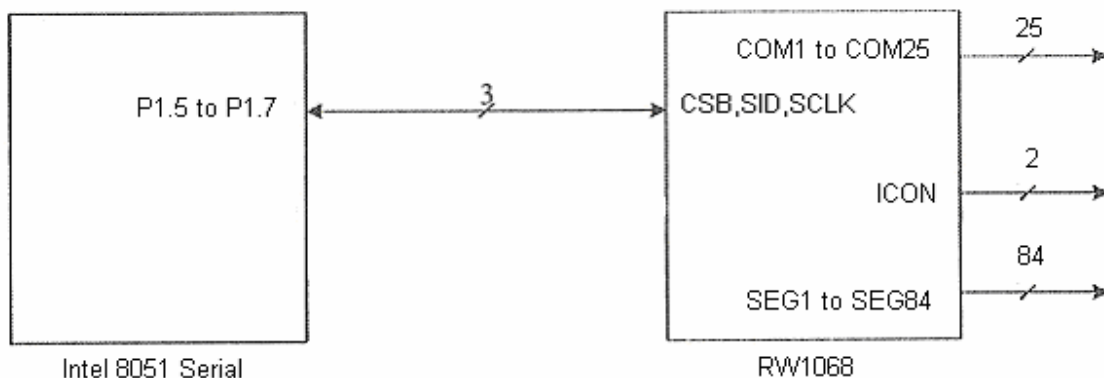 25
COM1 to COM25
P1.5 to P1.7
3
CSB,SID,SCLK
2
ICON
84
SEG1 to SEG84
Intel 8051 Serial
RW1068